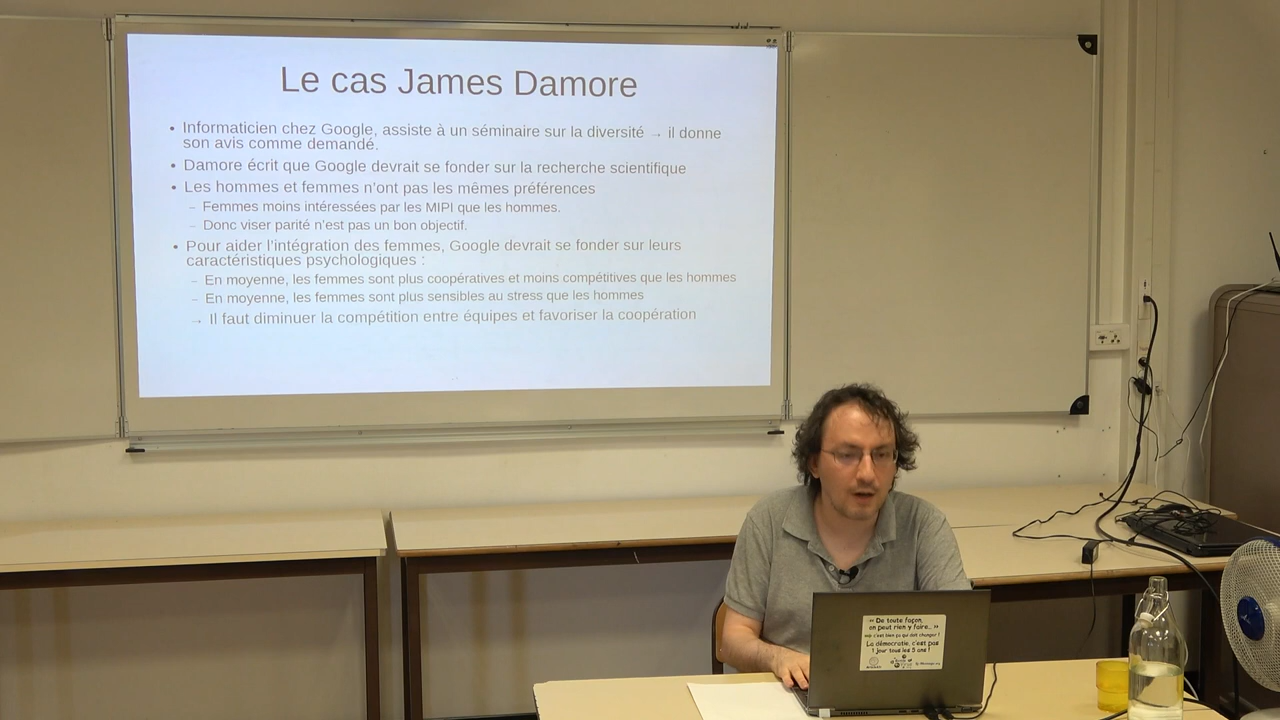 Le cas James Damore
• Informaticien chez Google, assiste à un séminaire sur la diversité → il donne
son avis comme demandé.
• Damore écrit que Google devrait se fonder sur la recherche scientifique
• Les hommes et femmes n'ont pas les mêmes préférences
– Femmes moins intéressées par les MIPI que les hommes.
– Donc viser parité n'est pas un bon objectif.
• Pour aider l'intégration des femmes, Google devrait se fonder sur leurs
caractéristiques psychologiques :
– En moyenne, les femmes sont plus coopératives et moins compétitives que les hommes
– En moyenne, les femmes sont plus sensibles au stress que les hommes
→ Il faut diminuer la compétition entre équipes et favoriser la coopération
« De toute façon,
on peut rien y faire... »
c'est bien ça qui doit changer !
La démocratie, c'est pas
1 jour tous les 5 ans !